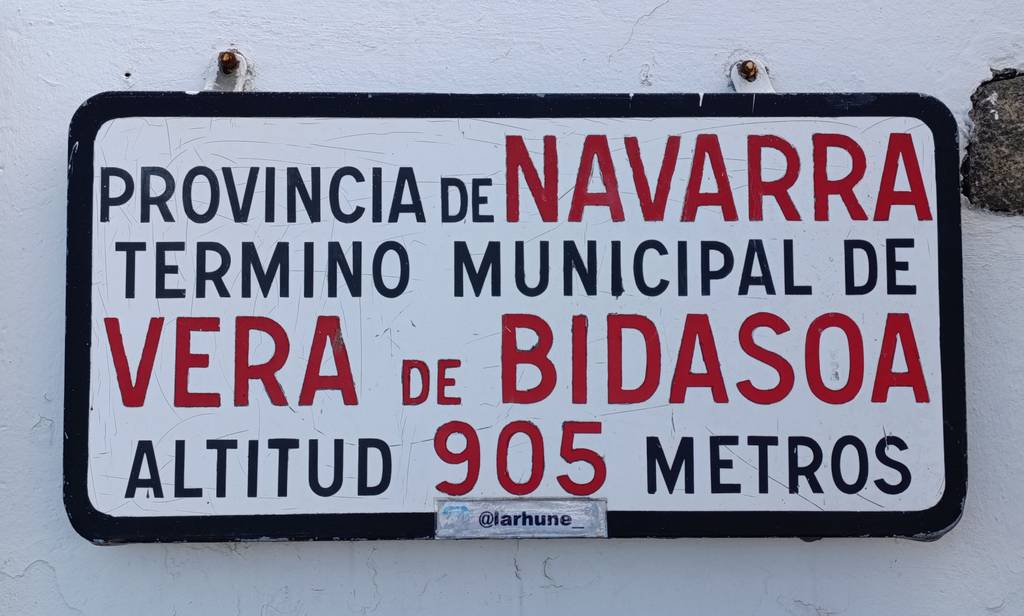 PROVINCIA DE NAVARRA
TERMINO MUNICIPAL DE
VERA DE BIDASOA
ALTITUD 905 METROS
@larhune_